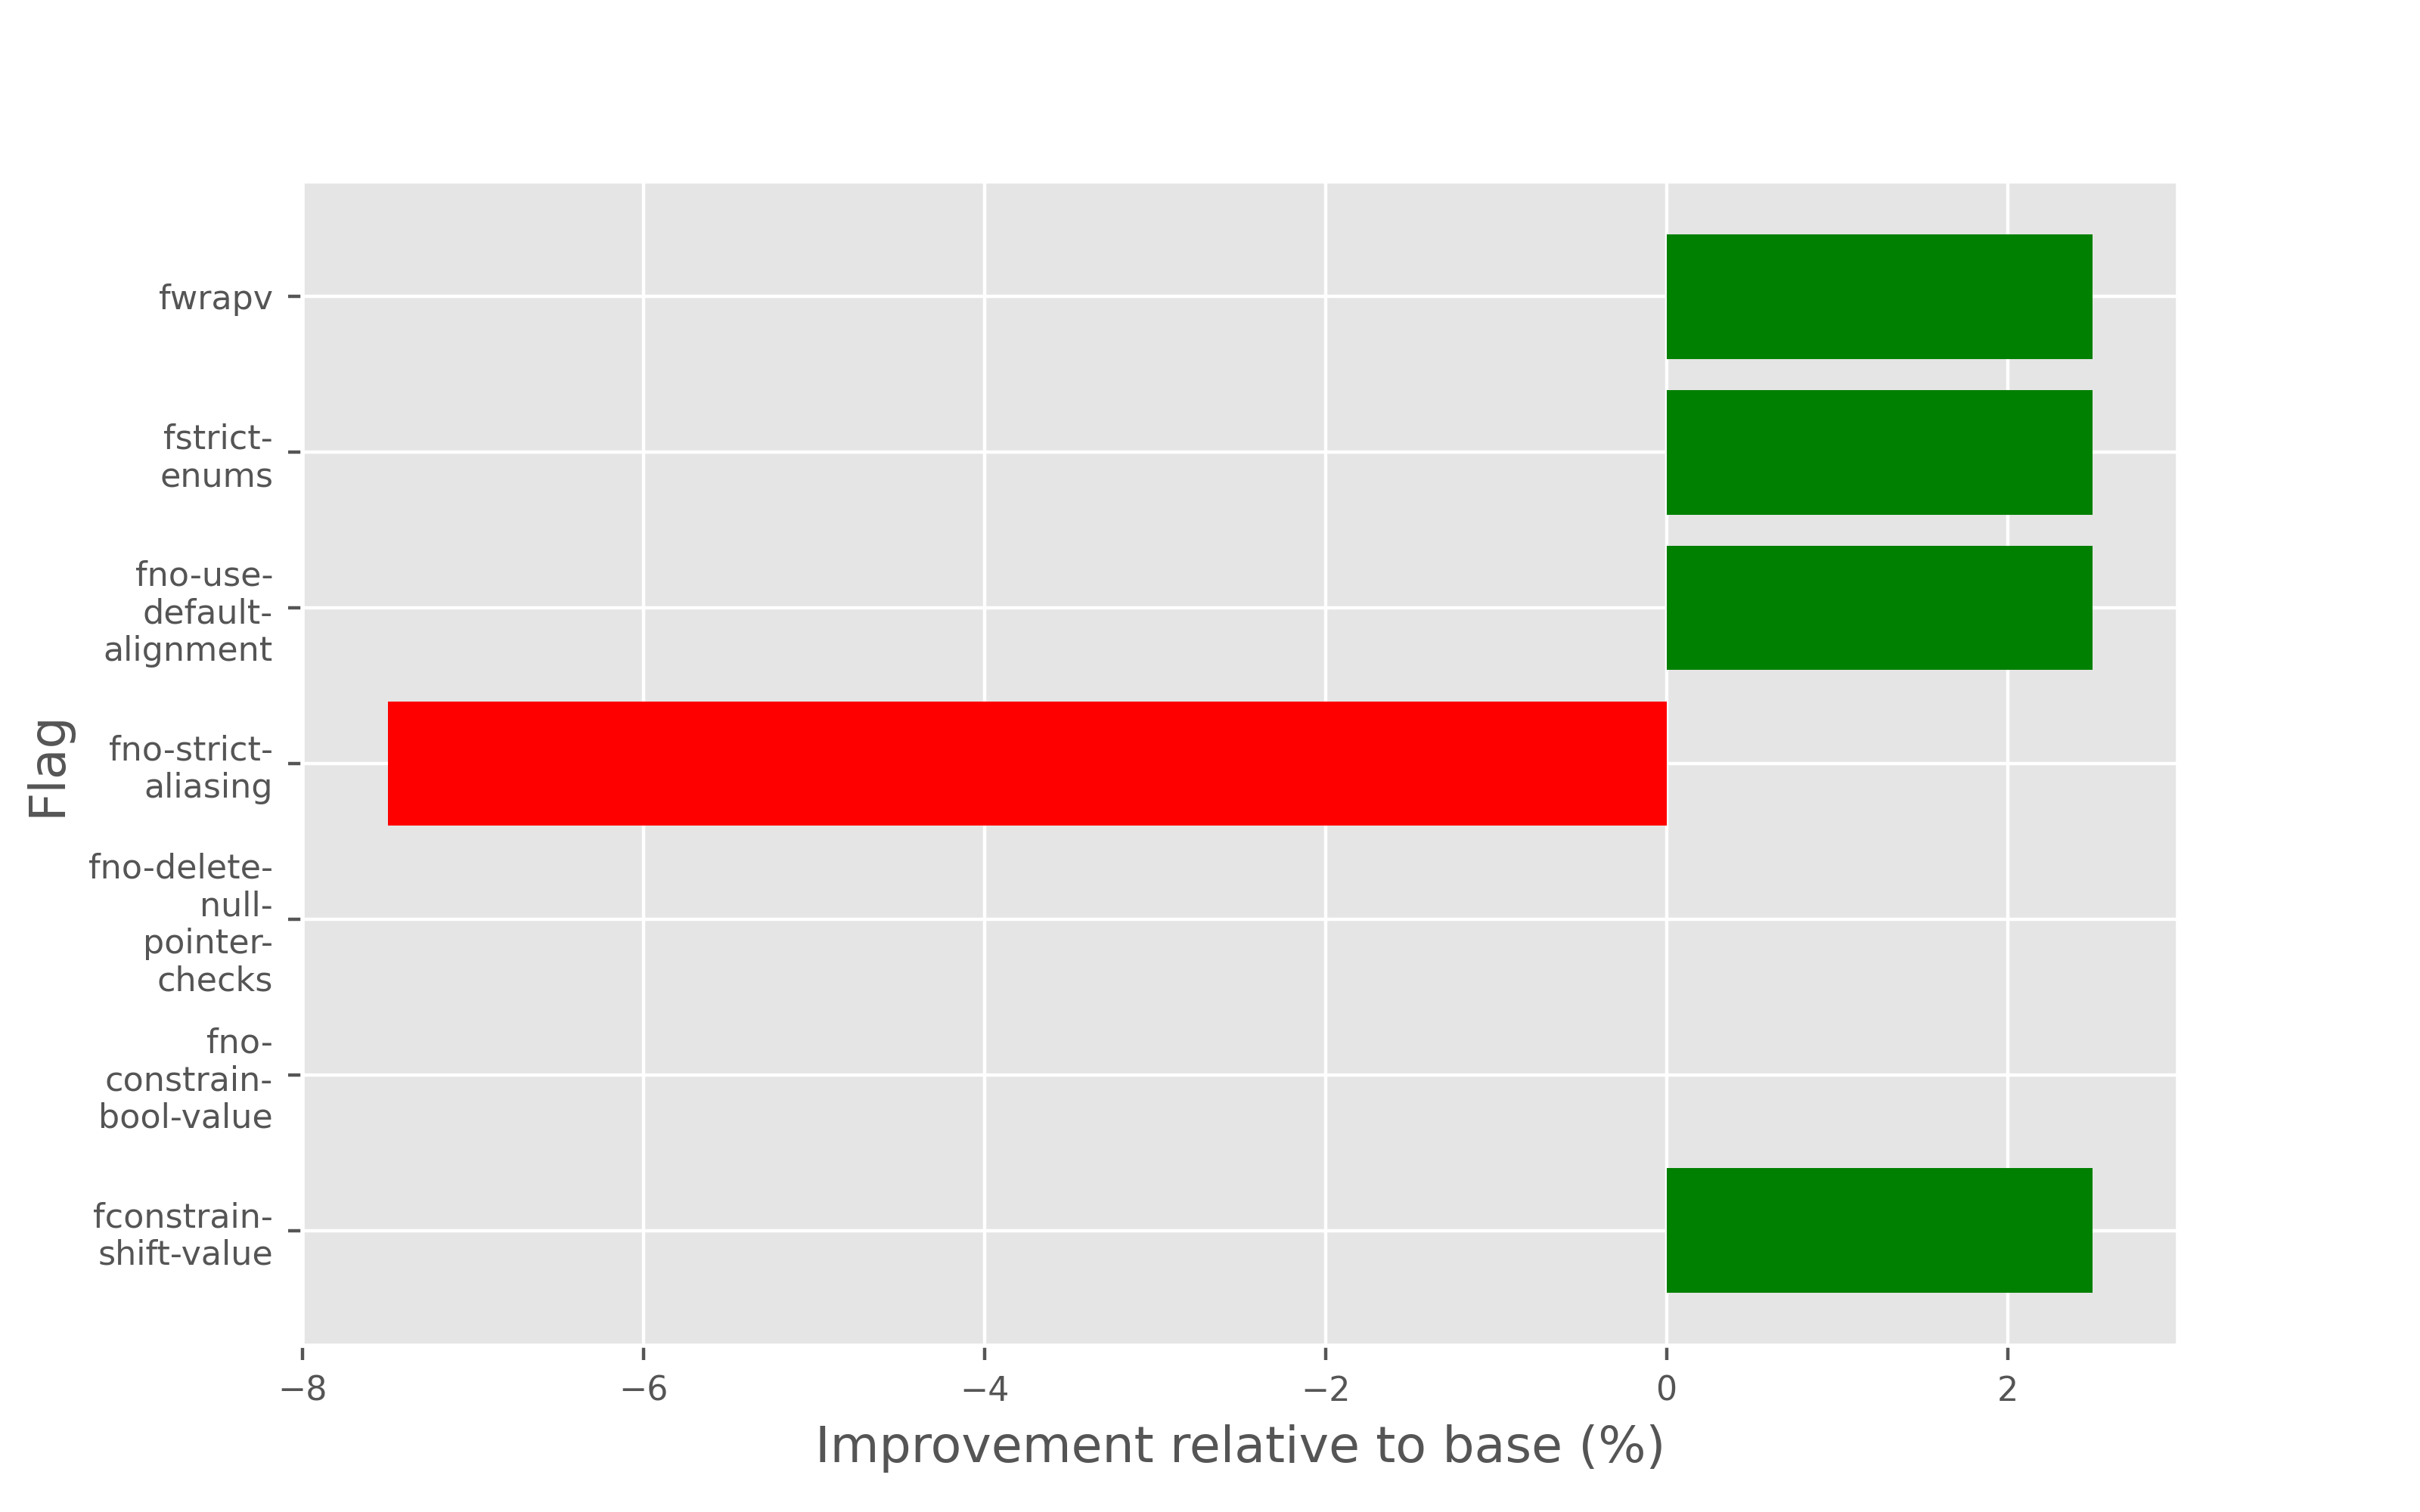 fwrapv
fstrict-
enums
fno-use-
default-
alignment
fno-strict-
aliasing
fno-delete-
null-
pointer-
checks
fno-
constrain-
bool-value
fconstrain-
shift-value
Flag
−8 −6 −4 −2 0 2
Improvement relative to base (%)